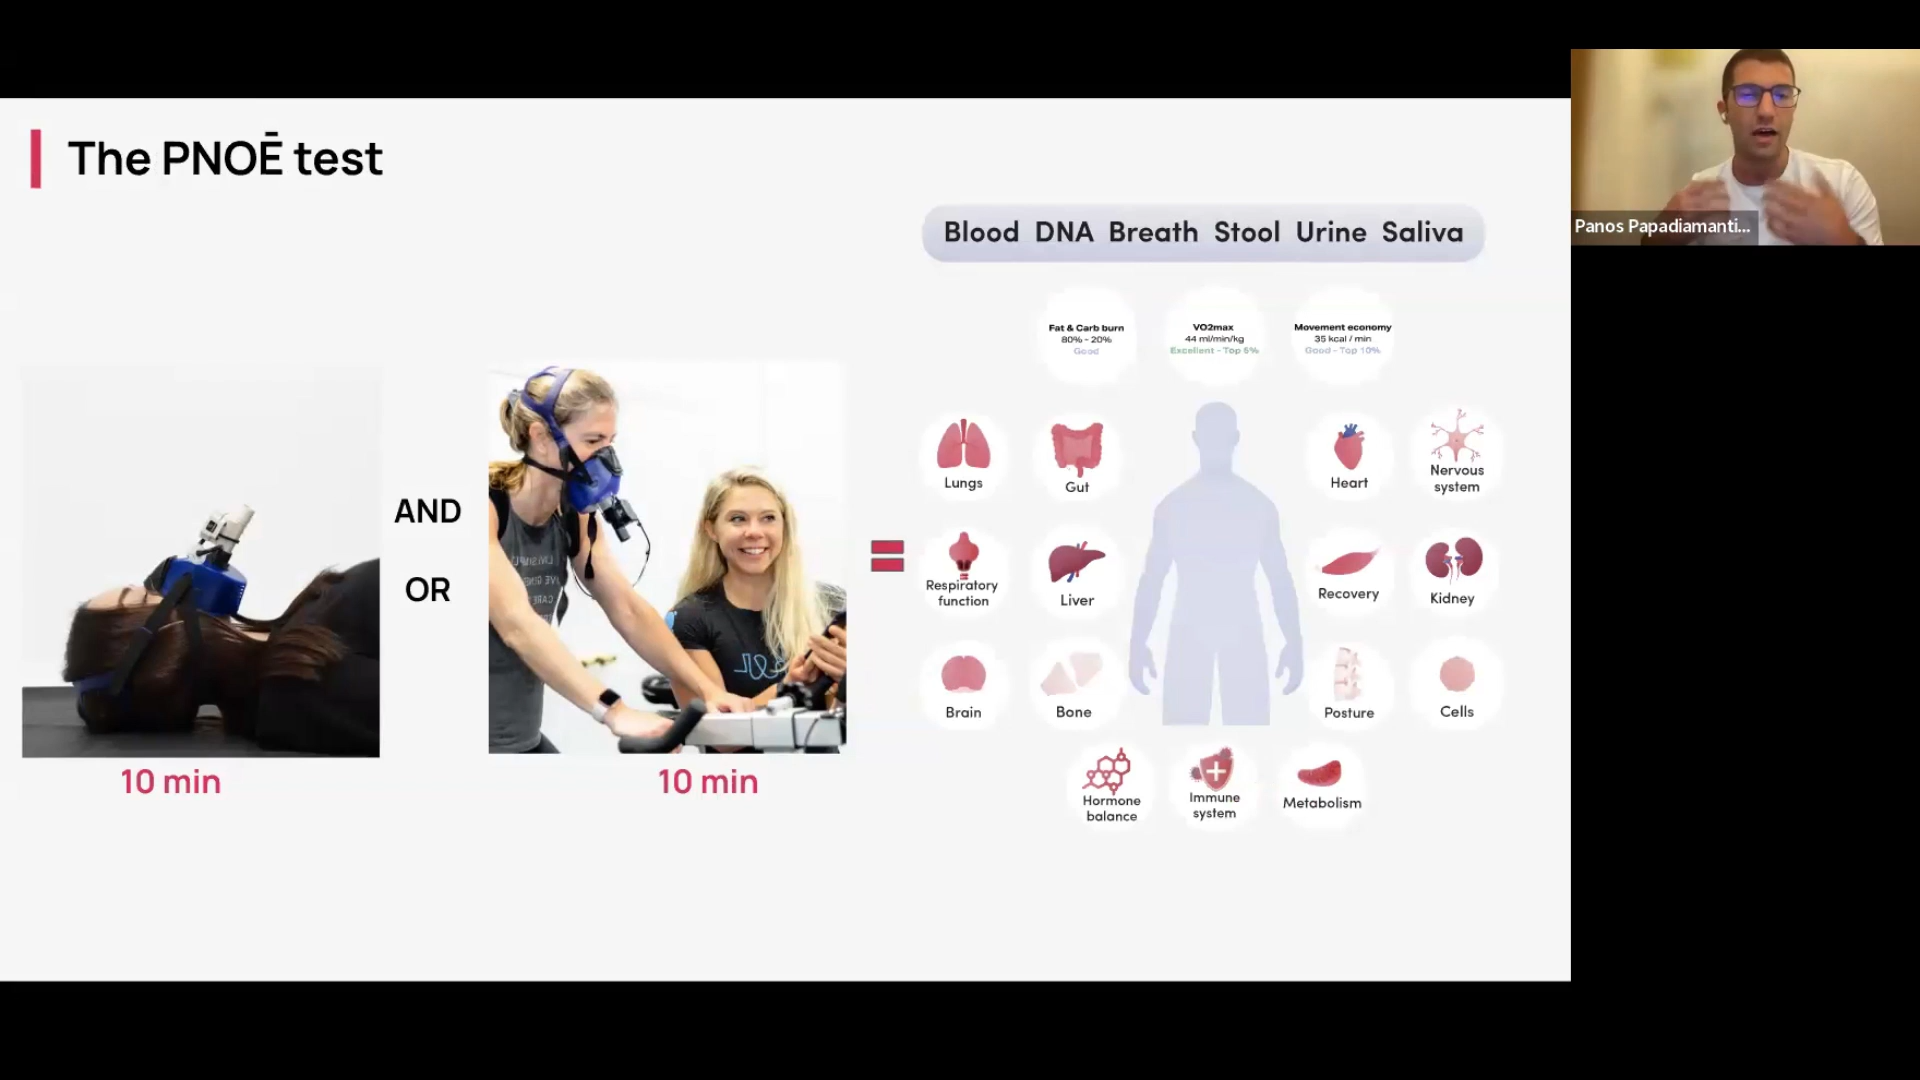 The PNOĒ test
Panos Papadiamanti...
Blood DNA Breath Stool Urine Saliva
Fat & Carb burn
80% - 20%
Good
VO2max
44 ml/min/kg
Excellent - Top 5%
Movement economy
35 kcal / min
Good - Top 10%
AND
OR
10 min
10 min
Lungs
Gut
Heart
Nervous
system
Respiratory
function
Liver
Recovery
Kidney
Brain
Bone
Posture
Cells
Hormone
balance
Immune
system
Metabolism